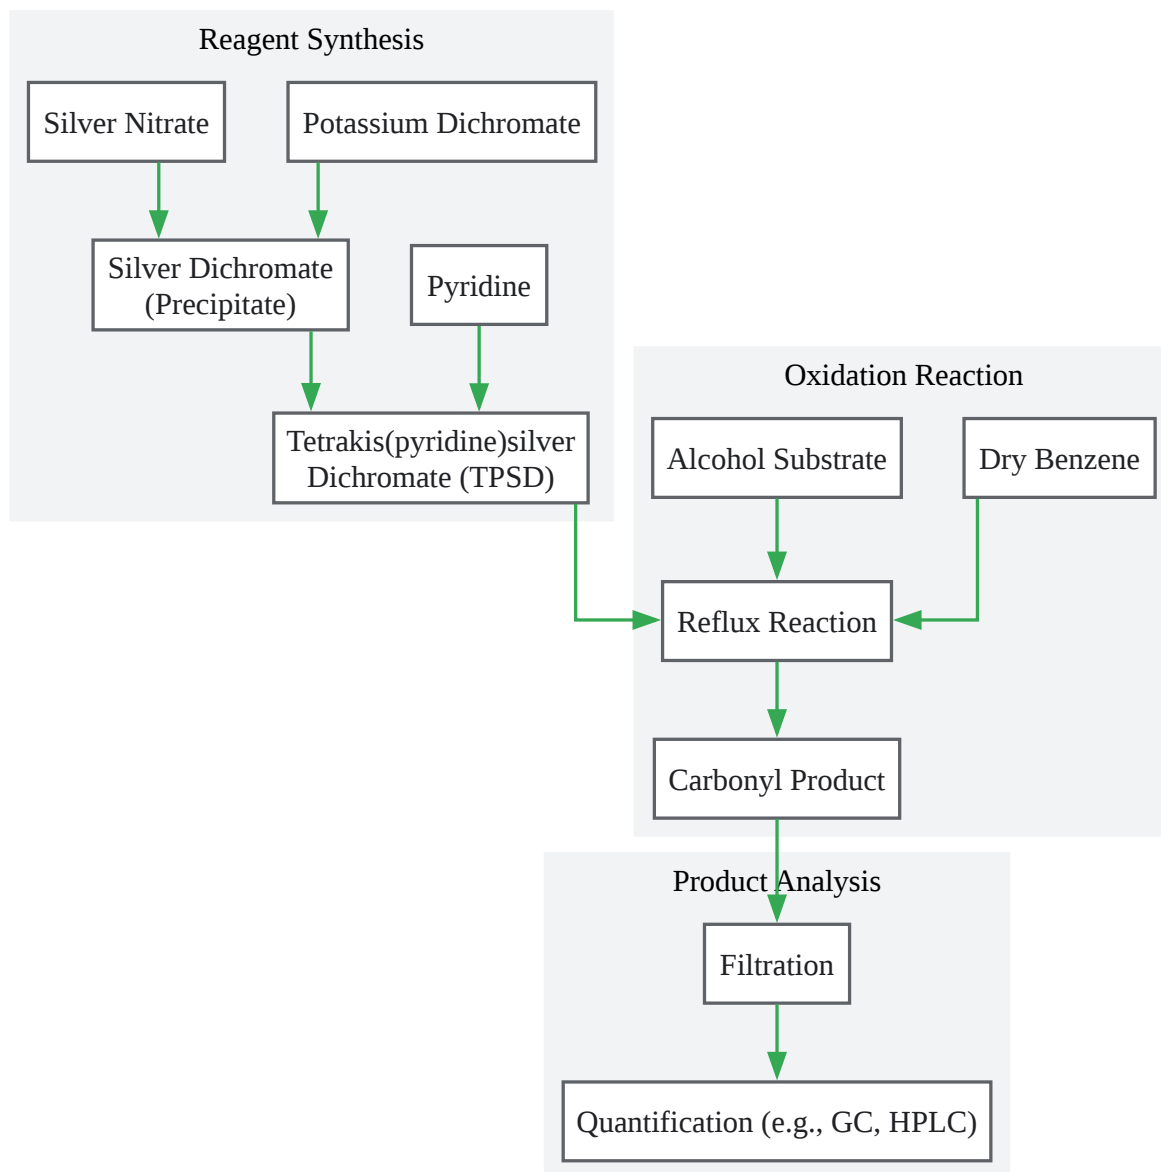 Reagent Synthesis
Silver Nitrate
Potassium Dichromate
Silver Dichromate
(Precipitate)
Pyridine
Tetrakis(pyridine)silver
Dichromate (TPSD)
Oxidation Reaction
Alcohol Substrate
Dry Benzene
Reflux Reaction
Carbonyl Product
Product Analysis
Filtration
Quantification (e.g., GC, HPLC)